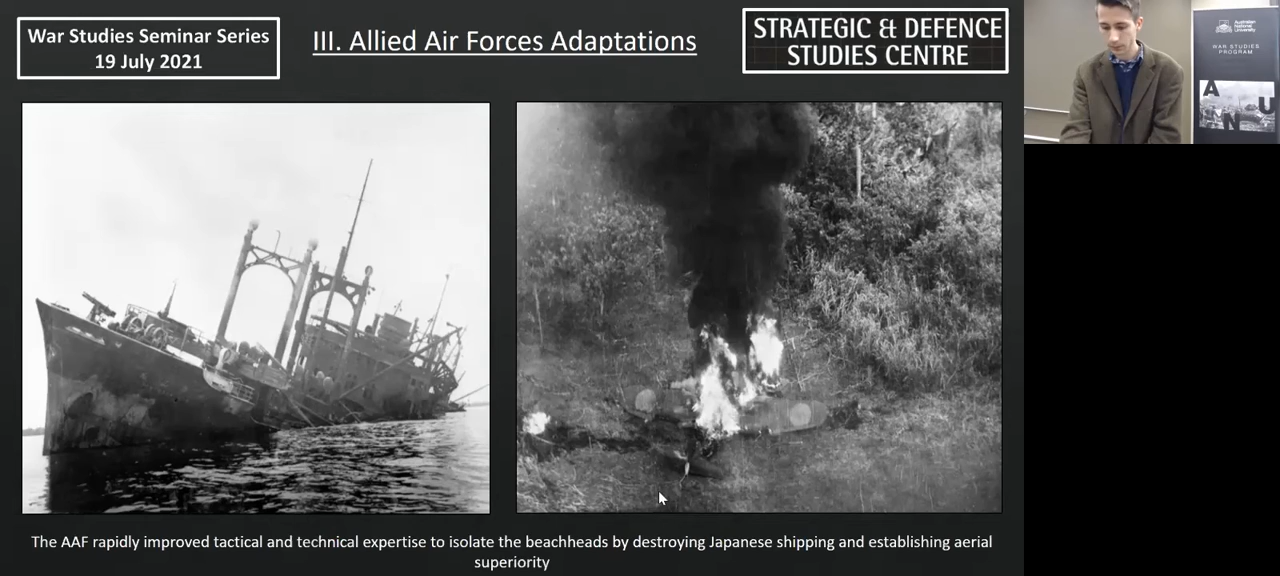 War Studies Seminar Series
19 July 2021
III. Allied Air Forces Adaptations
STRATEGIC & DEFENCE
STUDIES CENTRE
Australian
National
University
WAR STUDIES
PROGRAM
A
N
U
The AAF rapidly improved tactical and technical expertise to isolate the beachheads by destroying Japanese shipping and establishing aerial
superiority